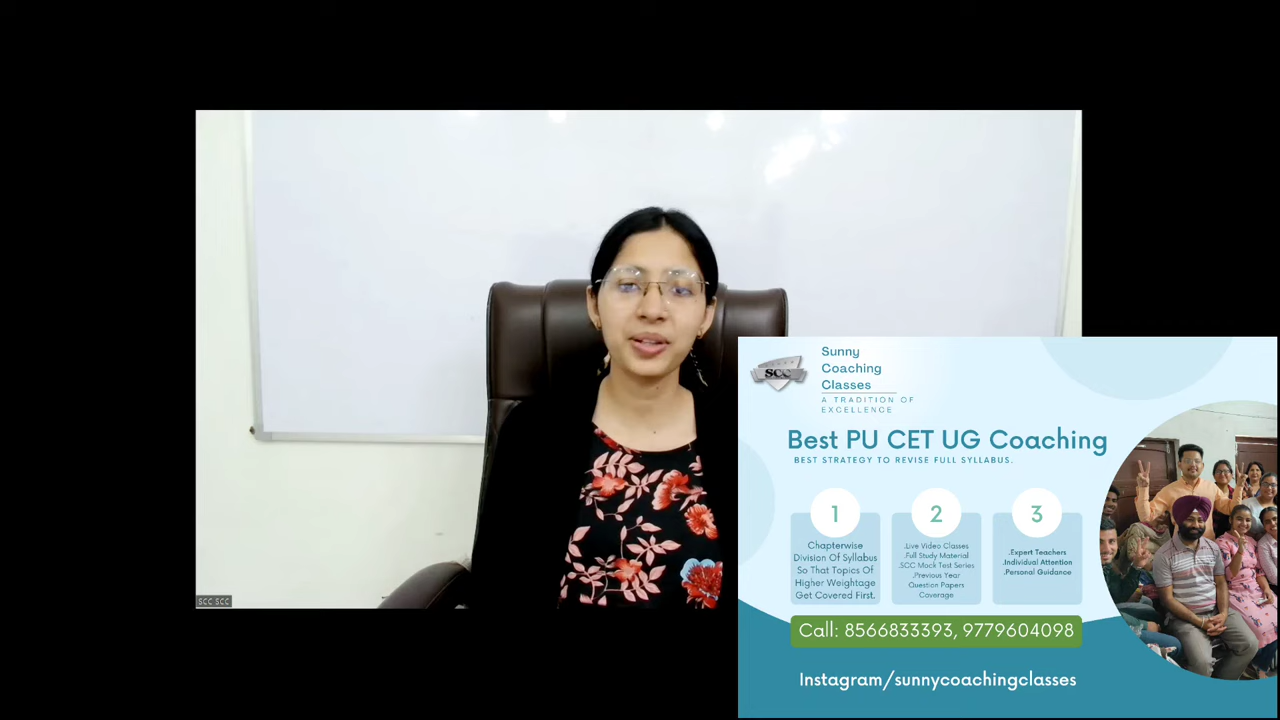 SCC SCC
SCC
Sunny
Coaching
Classes
A TRADITION OF
EXCELLENCE
Best PU CET UG Coaching
BEST STRATEGY TO REVISE FULL SYLLABUS.
1
Chapterwise
Division Of Syllabus
So That Topics Of
Higher Weightage
Get Covered First.
2
.Live Video Classes
.Full Study Material
.SCC Mock Test Series
.Previous Year
Question Papers
Coverage
3
.Expert Teachers
.Individual Attention
.Personal Guidance
Call: 8566833393, 9779604098
Instagram/sunnycoachingclasses